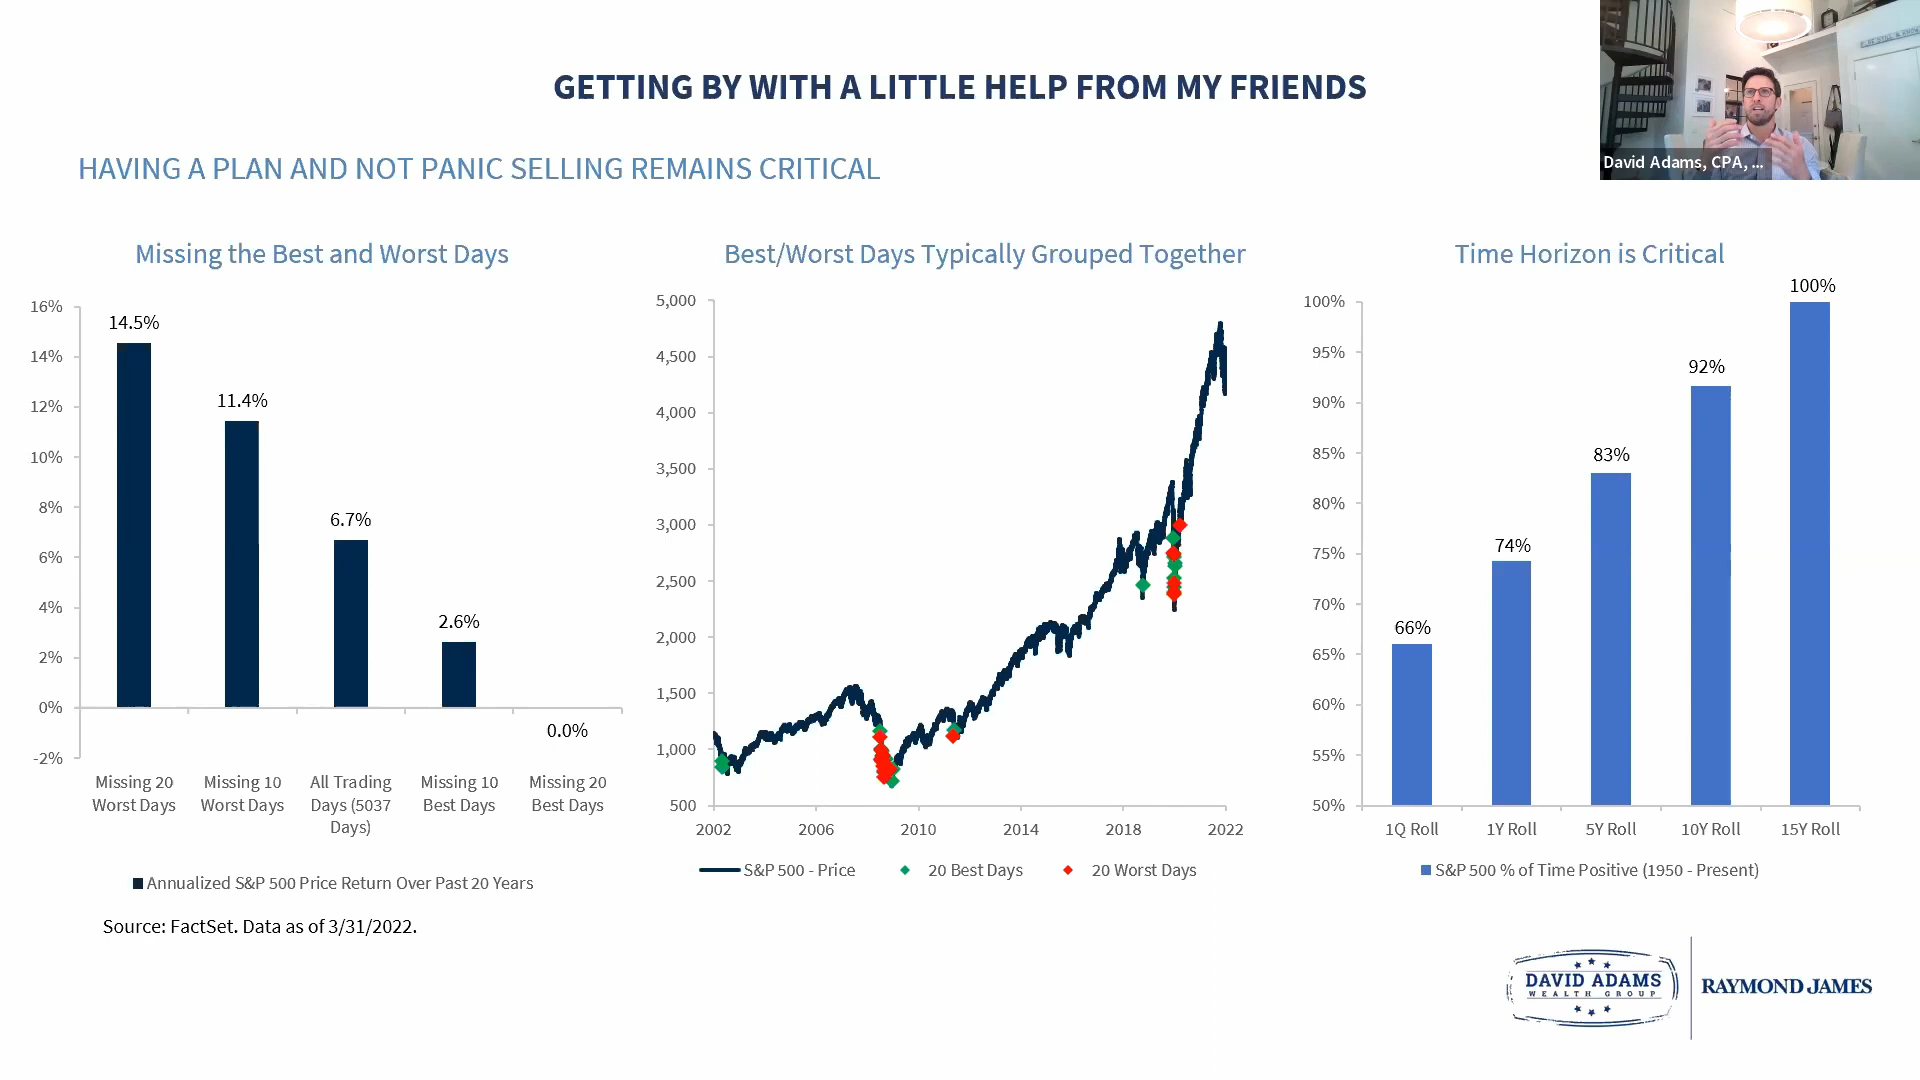 GETTING BY WITH A LITTLE HELP FROM MY FRIENDS
David Adams, CPA, ...
HAVING A PLAN AND NOT PANIC SELLING REMAINS CRITICAL
Missing the Best and Worst Days
16%
14%
12%
10%
8%
6%
4%
2%
0%
-2%
14.5%
11.4%
6.7%
2.6%
0.0%
Missing 20
Worst Days
Missing 10
Worst Days
All Trading
Days (5037
Days)
Missing 10
Best Days
Missing 20
Best Days
Annualized S&P 500 Price Return Over Past 20 Years
Source: FactSet. Data as of 3/31/2022.
Best/Worst Days Typically Grouped Together
5,000
4,500
4,000
3,500
3,000
2,500
2,000
1,500
1,000
500
2002 2006 2010 2014 2018 2022
S&P 500 - Price 20 Best Days 20 Worst Days
Time Horizon is Critical
100%
95%
90%
85%
80%
75%
70%
65%
60%
55%
50%
66%
74%
83%
92%
100%
1Q Roll 1Y Roll 5Y Roll 10Y Roll 15Y Roll
S&P 500 % of Time Positive (1950 - Present)
DAVID ADAMS
WEALTH GROUP
RAYMOND JAMES